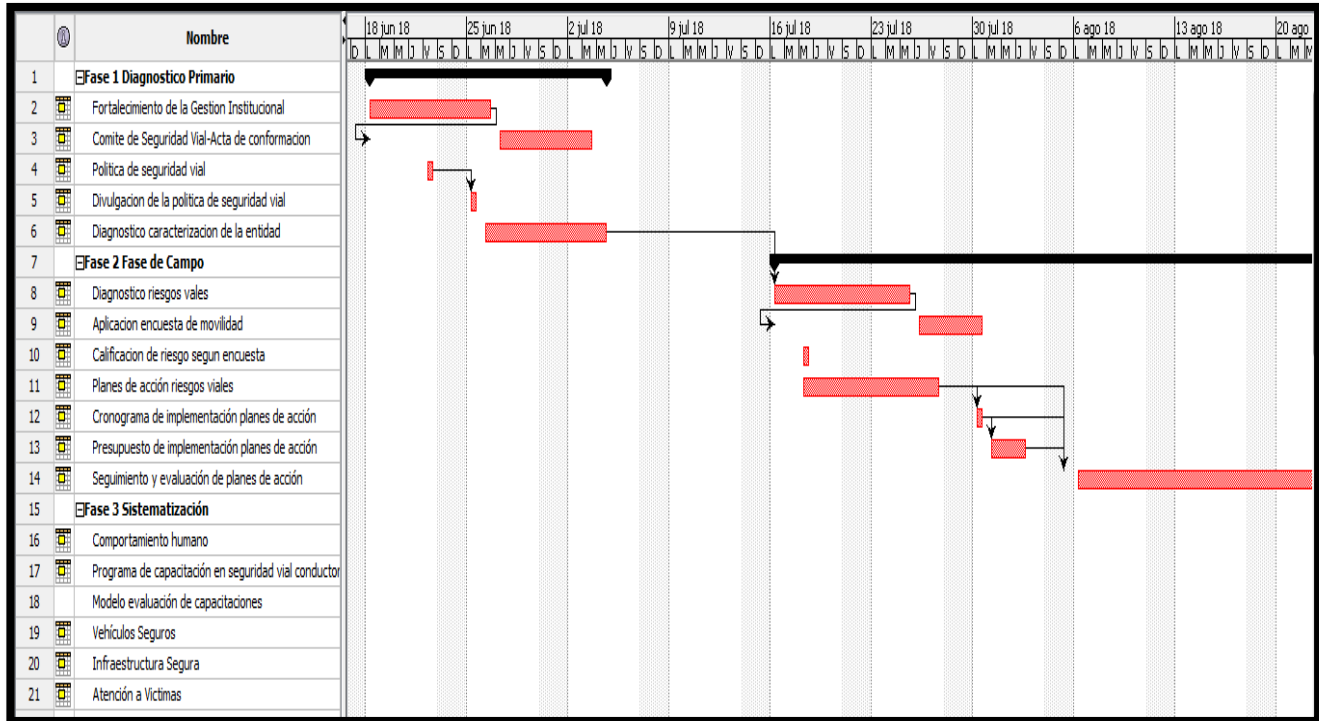 Nombre
18 jun 18 25 jun 18 2 jul 18 9 jul 18 16 jul 18 23 jul 18 30 jul 18 6 ago 18 13 ago 18 20 ago
D L M M J V S D L M M J V S D L M M J V S D L M M J V S D L M M J V S D L M M J V S D L M M J V S D L M M J V S D L M M J V S D L M M
1 Fase 1 Diagnostico Primario
2 Fortalecimiento de la Gestion Institucional
3 Comite de Seguridad Vial-Acta de conformacion
4 Politica de seguridad vial
5 Divulgacion de la politica de seguridad vial
6 Diagnostico caracterizacion de la entidad
7 Fase 2 Fase de Campo
8 Diagnostico riesgos vales
9 Aplicacion encuesta de movilidad
10 Calificacion de riesgo segun encuesta
11 Planes de acción riesgos viales
12 Cronograma de implementación planes de acción
13 Presupuesto de implementación planes de acción
14 Seguimiento y evaluación de planes de acción
15 Fase 3 Sistematización
16 Comportamiento humano
17 Programa de capacitación en seguridad vial conductor
18 Modelo evaluación de capacitaciones
19 Vehículos Seguros
20 Infraestructura Segura
21 Atención a Victimas